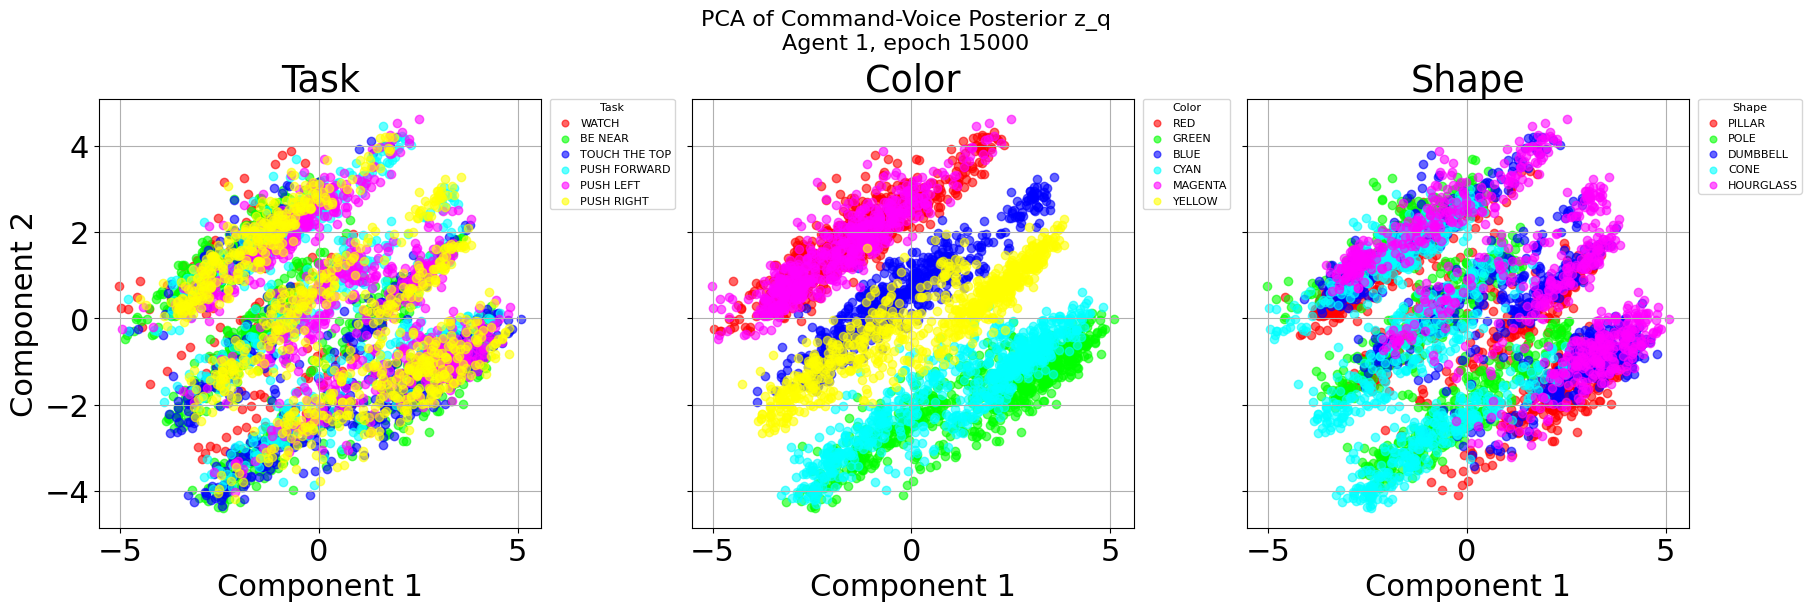 PCA of Command-Voice Posterior z_q
Agent 1, epoch 15000
Task
Color
Shape
Component 2
4
2
0
−2
−4
−5
0
5
Component 1
Task
WATCH
BE NEAR
TOUCH THE TOP
PUSH FORWARD
PUSH LEFT
PUSH RIGHT
−5
0
5
Component 1
Color
RED
GREEN
BLUE
CYAN
MAGENTA
YELLOW
−5
0
5
Component 1
Shape
PILLAR
POLE
DUMBBELL
CONE
HOURGLASS